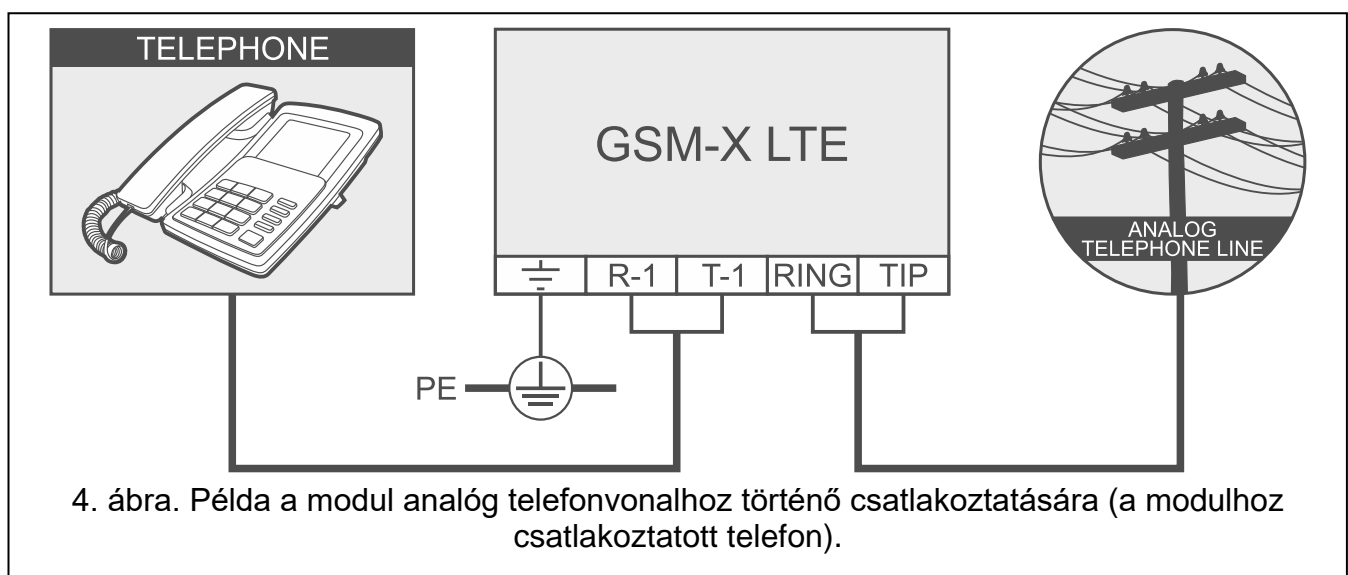 TELEPHONE
GSM-X LTE
R-1 T-1 RING TIP
ANALOG
TELEPHONE LINE
PE
4. ábra. Példa a modul analóg telefonvonalhoz történő csatlakoztatására (a modulhoz
csatlakoztatott telefon).